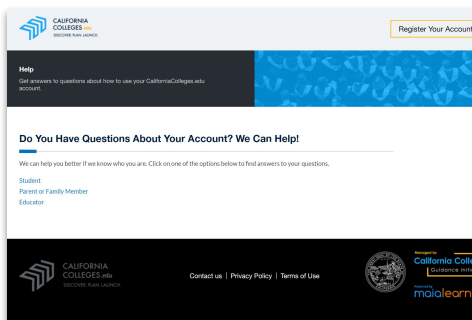 CALIFORNIA
COLLEGES.edu
DISCOVER. PLAN. LAUNCH.
Register Your Account
Help
Get answers to questions about how to use your CaliforniaColleges.edu
account.
Do You Have Questions About Your Account? We Can Help!
We can help you better if we know who you are. Click on one of the options below to find answers to your questions.
Student
Parent or Family Member
Educator
CALIFORNIA
COLLEGES.edu
DISCOVER. PLAN. LAUNCH.
Contact us | Privacy Policy | Terms of Use
Managed by
California Colle
Guidance Initi
Powered by
maialearn